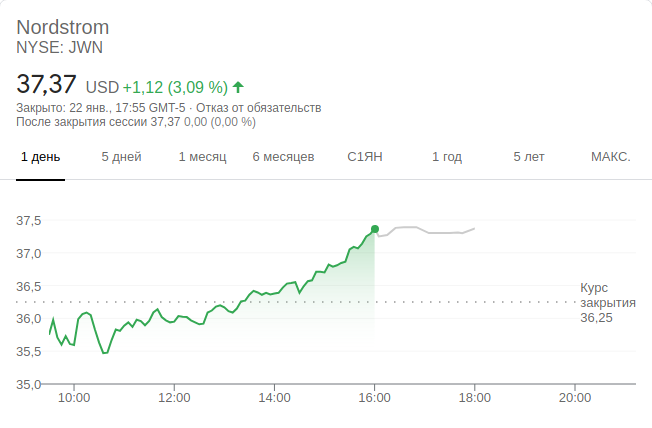 Nordstrom
NYSE: JWN
37,37 USD +1,12 (3,09 %)
Закрыто: 22 янв., 17:55 GMT-5 · Отказ от обязательств
После закрытия сессии 37,37 0,00 (0,00 %)
1 день 5 дней 1 месяц 6 месяцев С1ЯН 1 год 5 лет МАКС.
37,5
37,0
36,5
36,0
35,5
35,0
Курс
закрытия
36,25
10:00 12:00 14:00 16:00 18:00 20:00